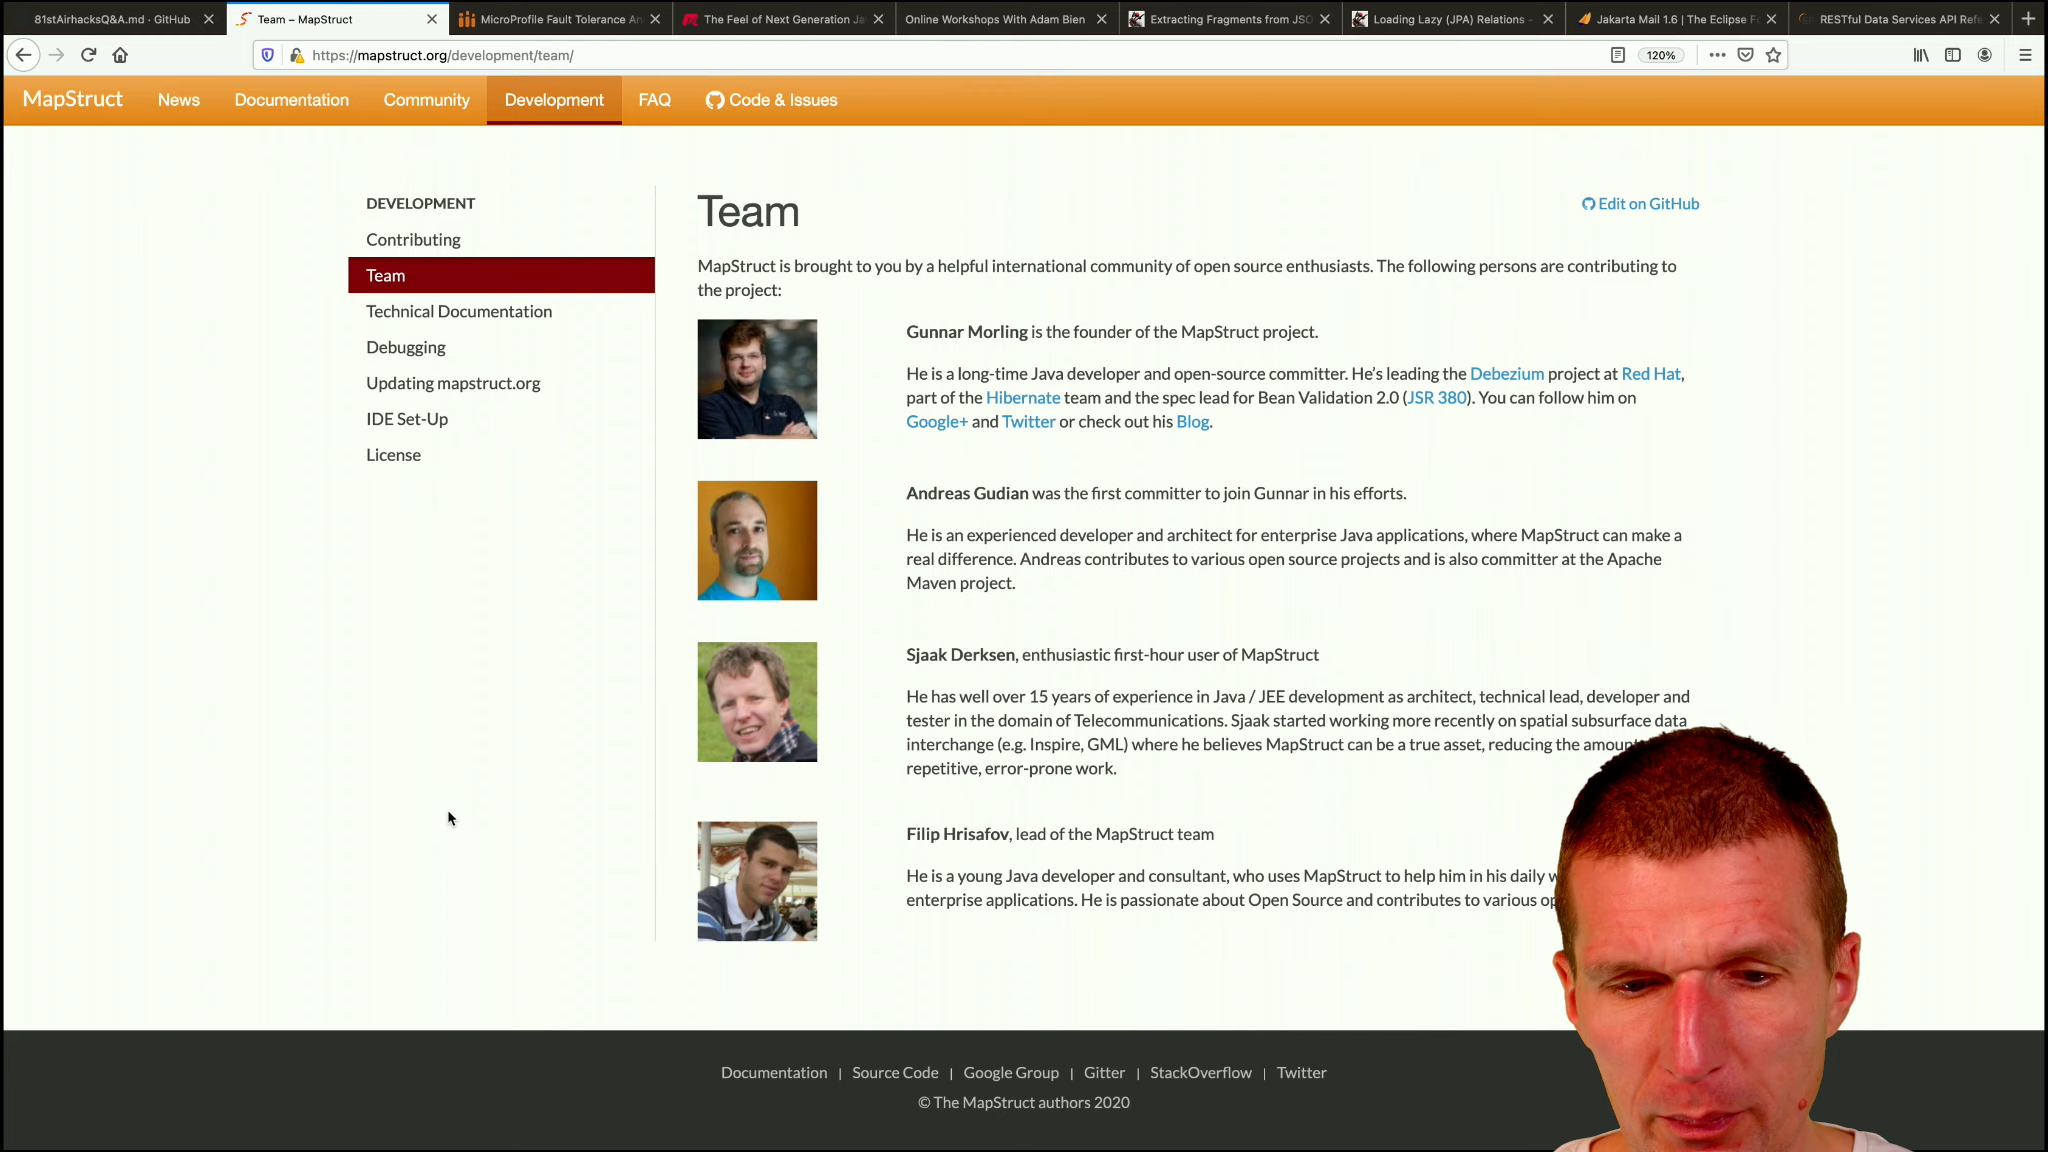 81stAirhacksQ&A.md · GitHub
Team – MapStruct
MicroProfile Fault Tolerance An
The Feel of Next Generation Ja
Online Workshops With Adam Bien
Extracting Fragments from JSO
Loading Lazy (JPA) Relations -
Jakarta Mail 1.6 | The Eclipse Fo
RESTful Data Services API Refe
https://mapstruct.org/development/team/
120%
MapStruct
News
Documentation
Community
Development
FAQ
Code & Issues
DEVELOPMENT
Contributing
Team
Technical Documentation
Debugging
Updating mapstruct.org
IDE Set-Up
License
Team
Edit on GitHub
MapStruct is brought to you by a helpful international community of open source enthusiasts. The following persons are contributing to
the project:
Gunnar Morling is the founder of the MapStruct project.
He is a long-time Java developer and open-source committer. He's leading the Debezium project at Red Hat,
part of the Hibernate team and the spec lead for Bean Validation 2.0 (JSR 380). You can follow him on
Google+ and Twitter or check out his Blog.
Andreas Gudian was the first committer to join Gunnar in his efforts.
He is an experienced developer and architect for enterprise Java applications, where MapStruct can make a
real difference. Andreas contributes to various open source projects and is also committer at the Apache
Maven project.
Sjaak Derksen, enthusiastic first-hour user of MapStruct
He has well over 15 years of experience in Java / JEE development as architect, technical lead, developer and
tester in the domain of Telecommunications. Sjaak started working more recently on spatial subsurface data
interchange (e.g. Inspire, GML) where he believes MapStruct can be a true asset, reducing the amoun
repetitive, error-prone work.
Filip Hrisafov, lead of the MapStruct team
He is a young Java developer and consultant, who uses MapStruct to help him in his daily w
enterprise applications. He is passionate about Open Source and contributes to various op
Documentation | Source Code | Google Group | Gitter | StackOverflow | Twitter
© The MapStruct authors 2020